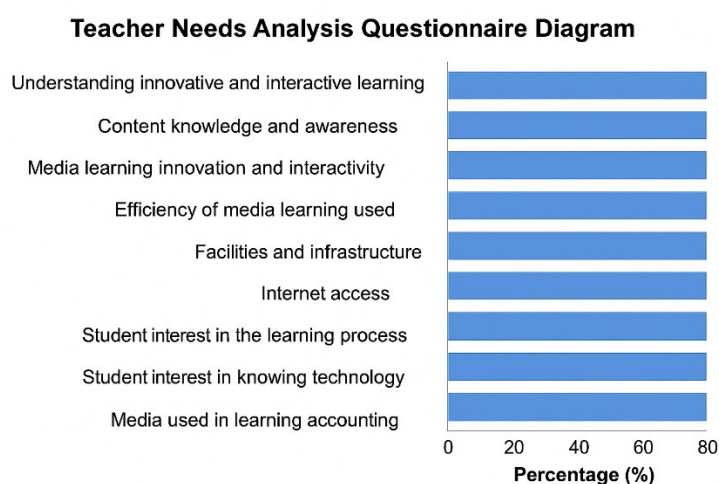 Teacher Needs Analysis Questionnaire Diagram
Understanding innovative and interactive learning
Content knowledge and awareness
Media learning innovation and interactivity
Efficiency of media learning used
Facilities and infrastructure
Internet access
Student interest in the learning process
Student interest in knowing technology
Media used in learning accounting
0 20 40 60 80
Percentage (%)